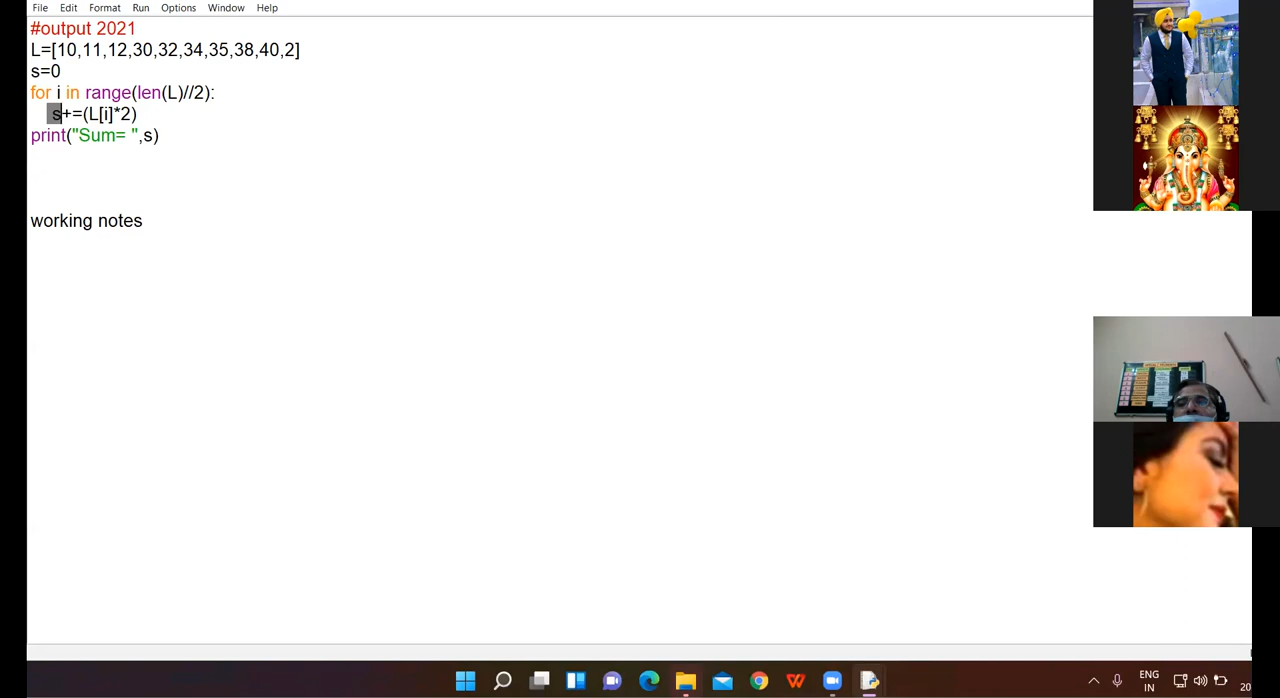 File Edit Format Run Options Window Help
#output 2021
L=[10,11,12,30,32,34,35,38,40,2]
s=0
for i in range(len(L)//2):
    s+=(L[i]*2)
print("Sum= ",s)
working notes
ENG
IN
20